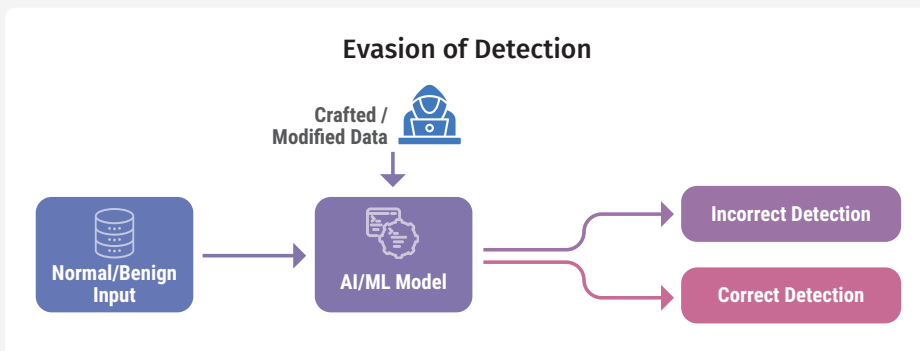 Evasion of Detection
Crafted /
Modified Data
Normal/Benign
Input
AI/ML Model
Incorrect Detection
Correct Detection